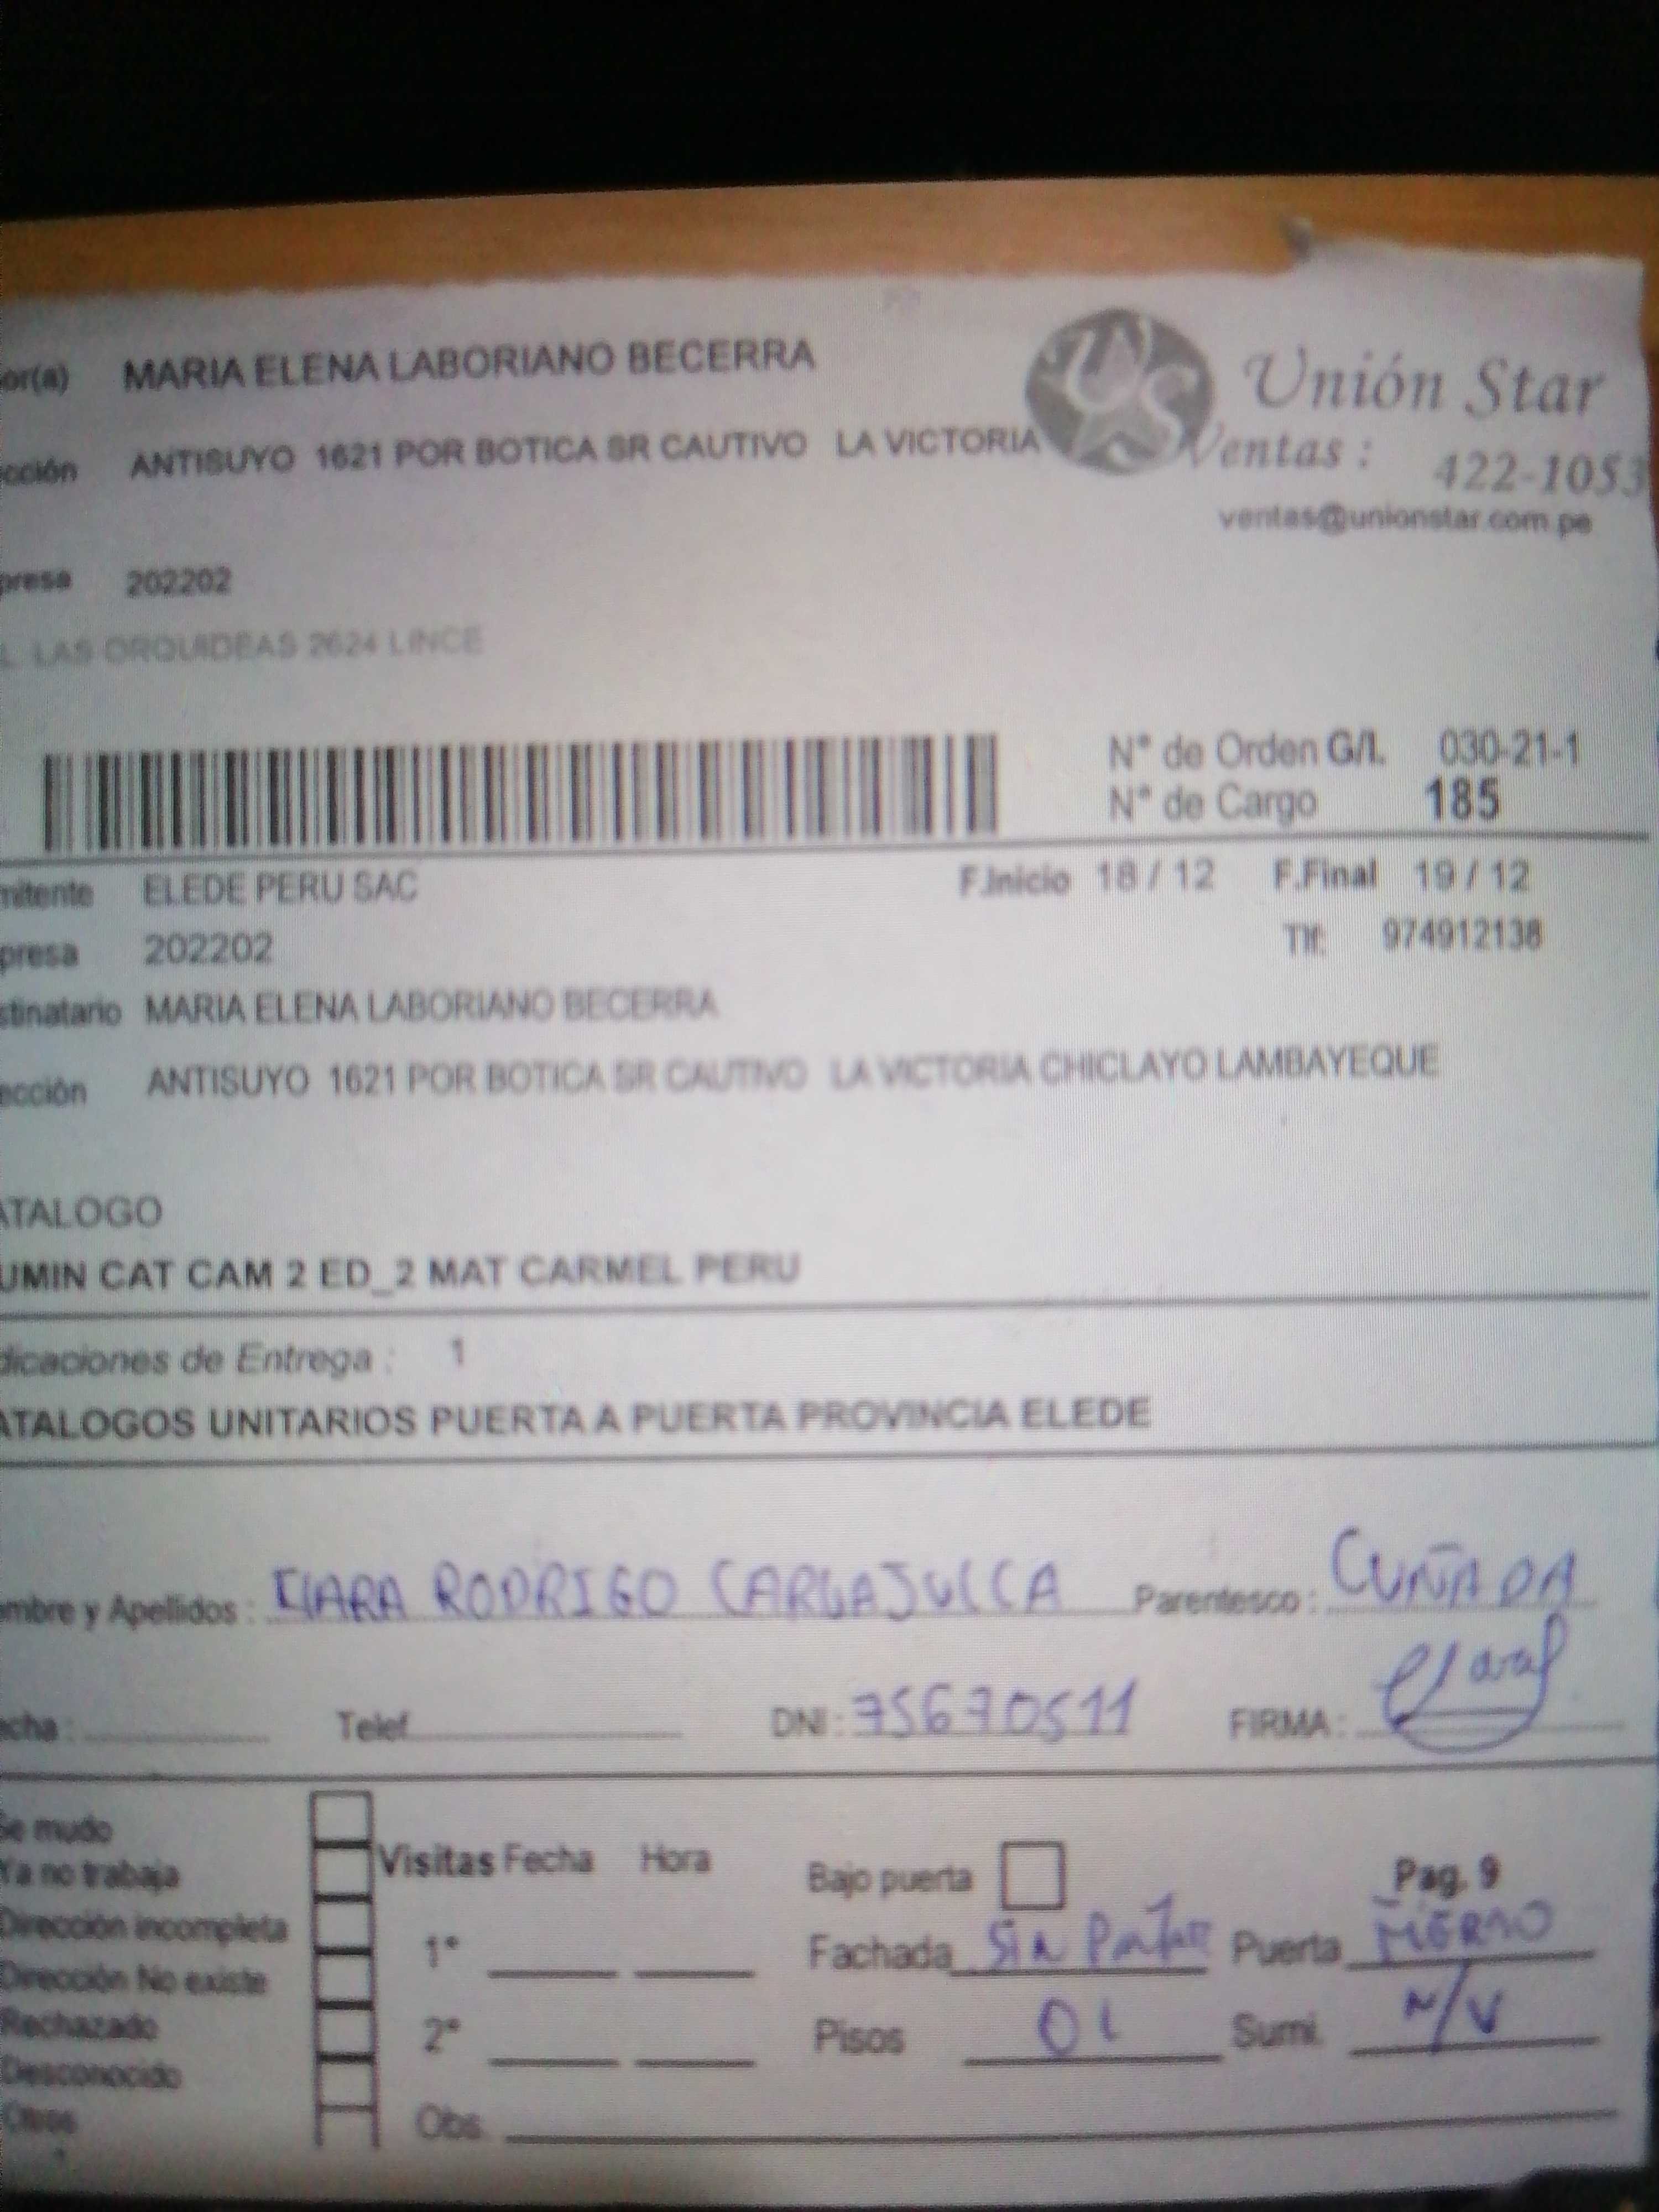 or(a) MARIA ELENA LABORIANO BECERRA
Unión Star
cción ANTISUYO 1621 POR BOTICA SR CAUTIVO LA VICTORIA
Ventas : 422-1053
ventas@unionstar.com.pe
presa 202202
LAS ORQUIDEAS 2624 LINCE
N° de Orden G/L 030-21-1
N° de Cargo 185
mitente ELEDE PERU SAC F.Inicio 18 / 12 F.Final 19 / 12
presa 202202 Tlf: 974912138
stinatario MARIA ELENA LABORIANO BECERRA
ección ANTISUYO 1621 POR BOTICA SR CAUTIVO LA VICTORIA CHICLAYO LAMBAYEQUE
ATALOGO
UMIN CAT CAM 2 ED_2 MAT CARMEL PERU
dicaciones de Entrega : 1
ATALOGOS UNITARIOS PUERTA A PUERTA PROVINCIA ELEDE
mbre y Apellidos : CLARA RODRIGO Parentesco : CUÑADA
echa : Telef. DNI : 75670511 FIRMA : Clara
Se mudo
Ya no trabaja
Dirección incompleta
Dirección No existe
Rechazado
Desconocido
Otros
Visitas Fecha Hora
1°
2°
Obs
Bajo puerta Pag. 9
Fachada Sin Puerta
Pisos 01 Sumi. N/V